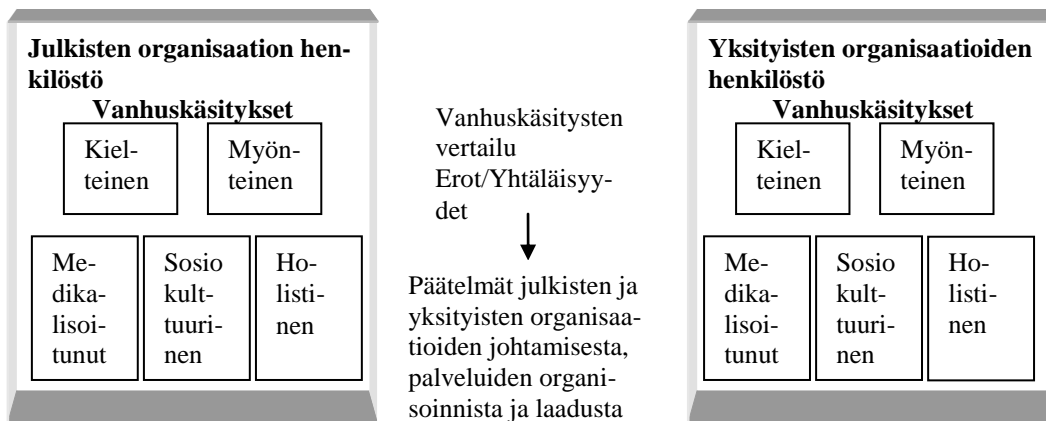 Julkisten organisaation hen-
kilöstö
Vanhuskäsitykset
Kiel-
teinen
Myön-
teinen
Me-
dika-
lisoi-
tunut
Sosio
kult-
tuuri-
nen
Ho-
listi-
nen
Vanhuskäsitysten
vertailu
Erot/Yhtäläisyy-
det
Päätelmät julkisten ja
yksityisten organisaa-
tioiden johtamisesta,
palveluiden organi-
soinnista ja laadusta
Yksityisten organisaatioiden
henkilöstö
Vanhuskäsitykset
Kiel-
teinen
Myön-
teinen
Me-
dika-
lisoi-
tunut
Sosio
kult-
tuuri-
nen
Ho-
listi-
nen